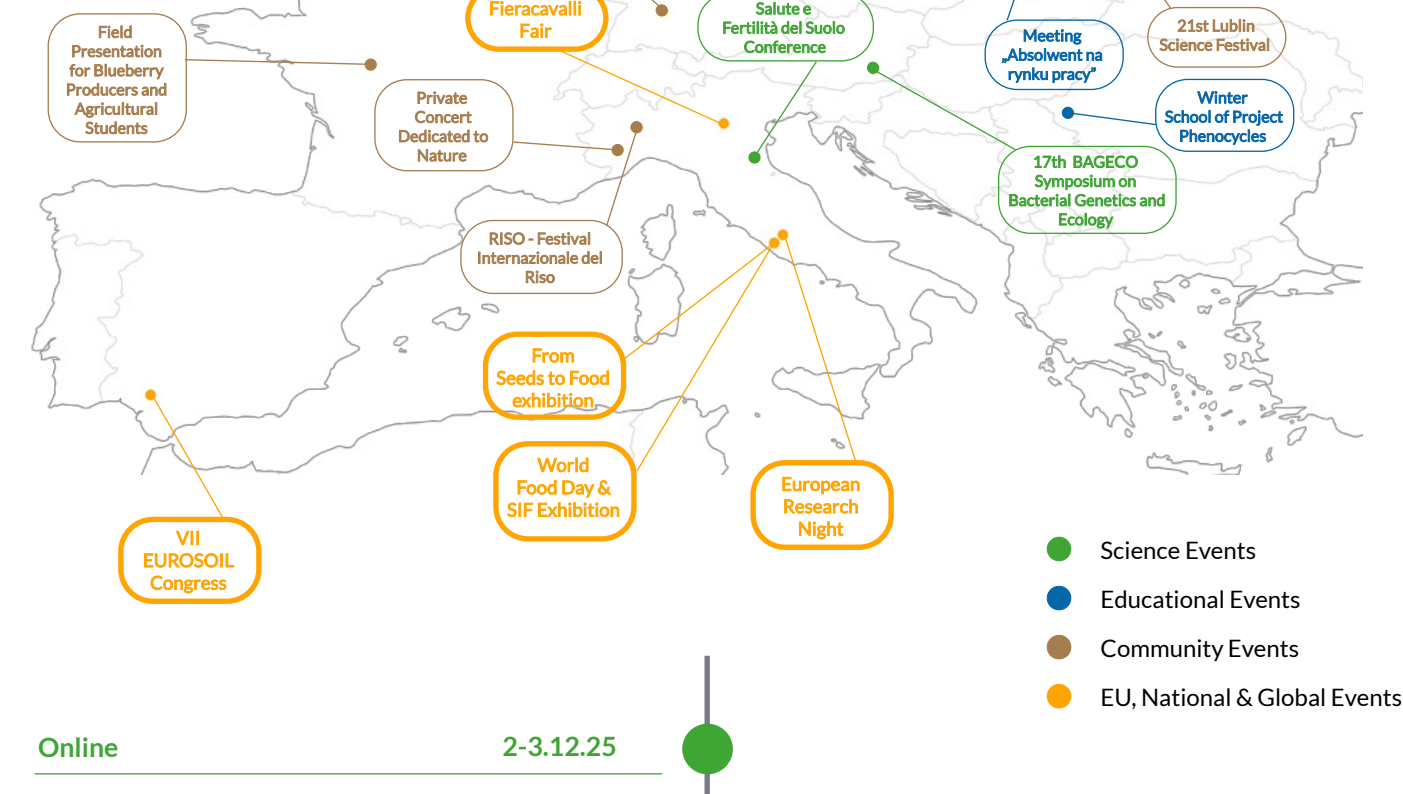 Fieracavalli
Fair
Salute e
Fertilità del Suolo
Conference
Field
Presentation
for Blueberry
Producers and
Agricultural
Students
Meeting
„Absolwent na
rynku pracy”
21st Lublin
Science Festival
Private
Concert
Dedicated to
Nature
Winter
School of Project
Phenocycles
17th BAGECO
Symposium on
Bacterial Genetics and
Ecology
RISO - Festival
Internazionale del
Riso
From
Seeds to Food
exhibition
World
Food Day &
SIF Exhibition
European
Research
Night
VII
EUROSOIL
Congress
Science Events
Educational Events
Community Events
EU, National & Global Events
Online
2-3.12.25